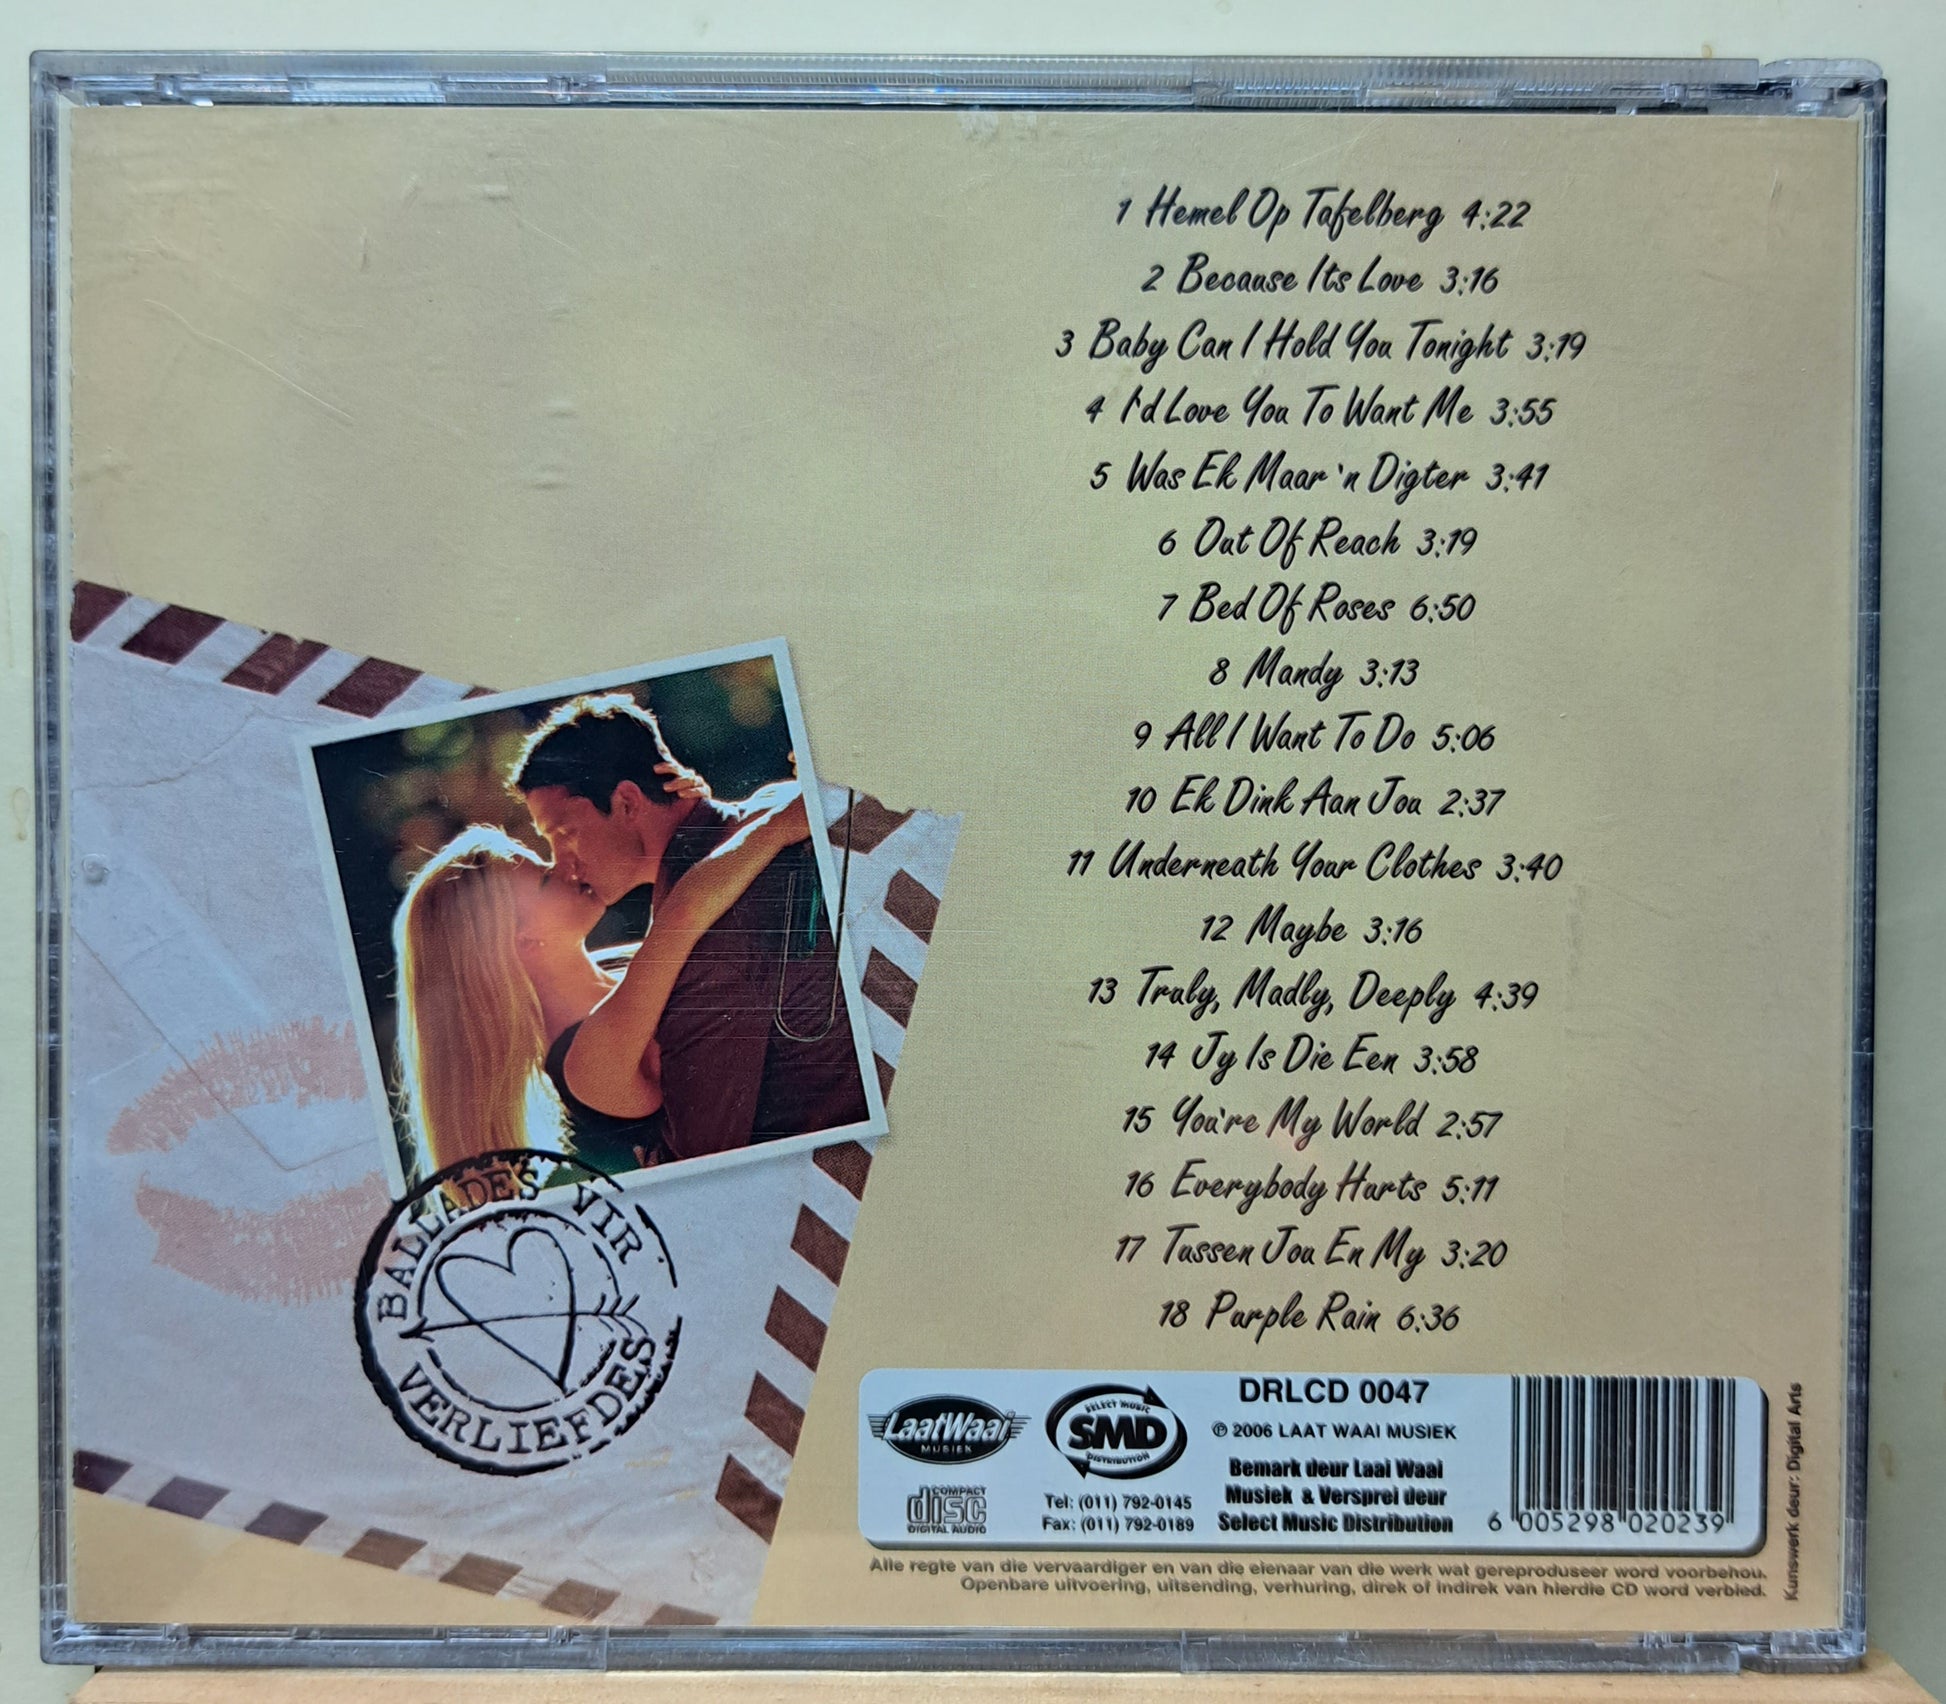 1 Hemel Op Tafelberg 4:22
2 Because Its Love 3:16
3 Baby Can I Hold You Tonight 3:19
4 I'd Love You To Want Me 3:55
5 Was Ek Maar 'n Digter 3:41
6 Out Of Reach 3:19
7 Bed Of Roses 6:50
8 Mandy 3:13
9 All I Want To Do 5:06
10 Ek Dink Aan Jou 2:37
11 Underneath Your Clothes 3:40
12 Maybe 3:16
13 Truly, Madly, Deeply 4:39
14 Jy Is Die Een 3:58
15 You're My World 2:57
16 Everybody Hurts 5:11
17 Tussen Jou En My 3:20
18 Purple Rain 6:36
BALLADES VIR
VERLIEFDES
LaatWaai
MUSIEK
COMPACT
disc
DIGITAL AUDIO
SELECT MUSIC
SMD
DISTRIBUTION
Tel: (011) 792-0145
Fax: (011) 792-0189
DRLCD 0047
℗ 2006 LAAT WAAI MUSIEK
Bemark deur Laai Waai
Musiek & Versprei deur
Select Music Distribution
6 005298 020239
Alle regte van die vervaardiger en van die eienaar van die werk wat gereproduseer word voorbehou.
Openbare uitvoering, uitsending, verhuring, direk of indirek van hierdie CD word verbied.
Kunswerk deur: Digital Arts